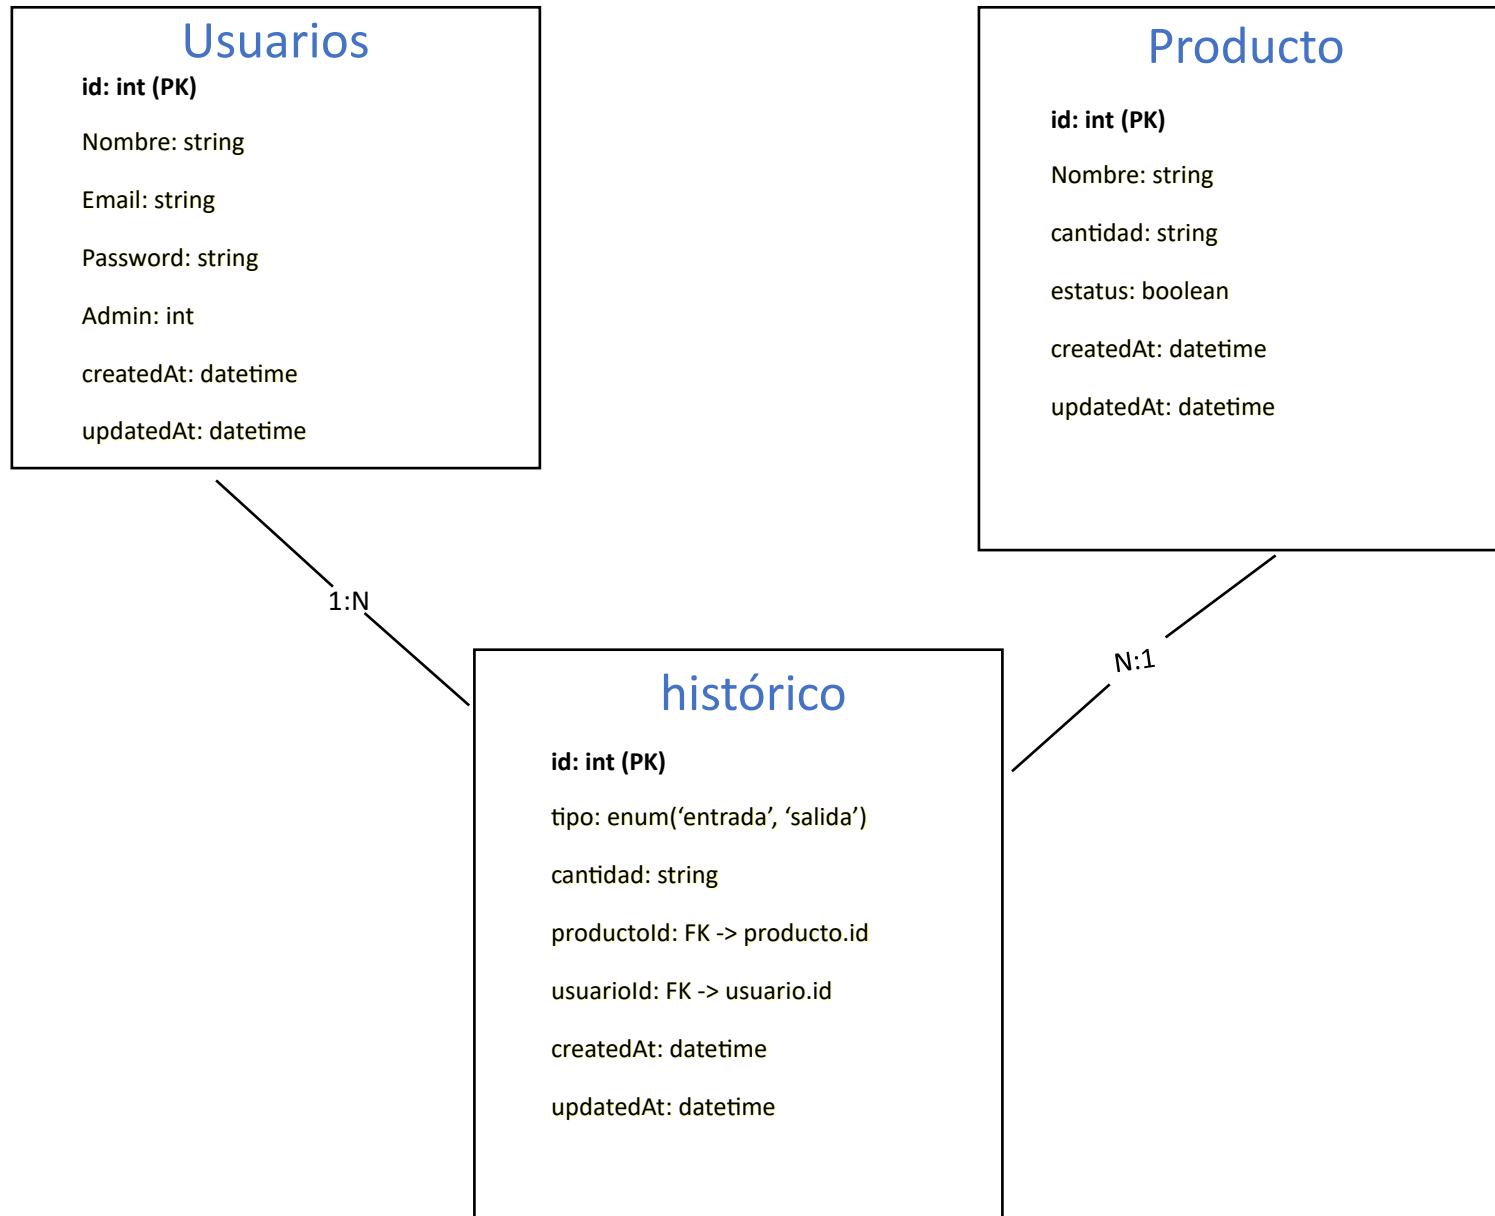 Usuarios
id: int (PK)
Nombre: string
Email: string
Password: string
Admin: int
createdAt: datetime
updatedAt: datetime
Producto
id: int (PK)
Nombre: string
cantidad: string
estatus: boolean
createdAt: datetime
updatedAt: datetime
1:N
N:1
histórico
id: int (PK)
tipo: enum(‘entrada’, ‘salida’)
cantidad: string
productoId: FK -> producto.id
usuarioId: FK -> usuario.id
createdAt: datetime
updatedAt: datetime